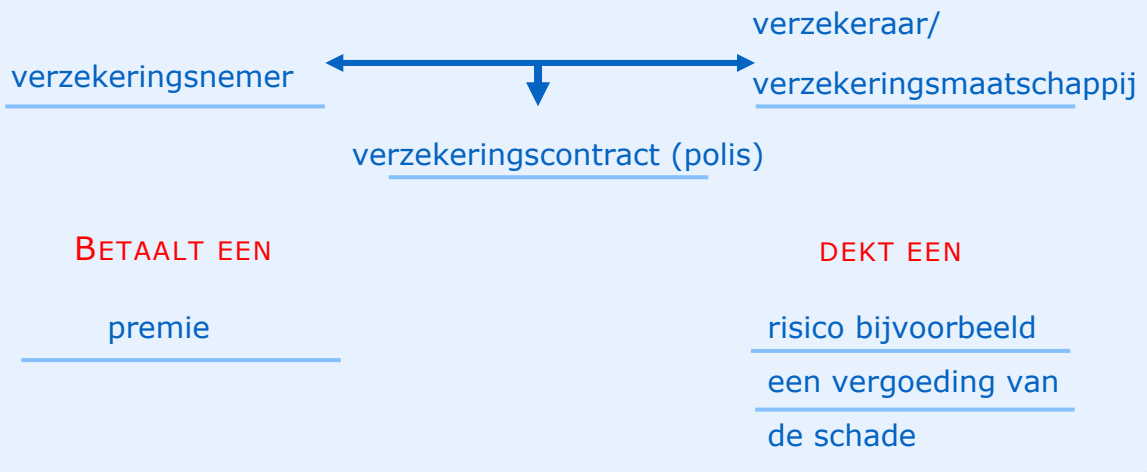 verzekeraar/
verzekeringsnemer
verzekeringsmaatschappij
verzekeringscontract (polis)
BETAALT EEN
DEKT EEN
premie
risico bijvoorbeeld
een vergoeding van
de schade